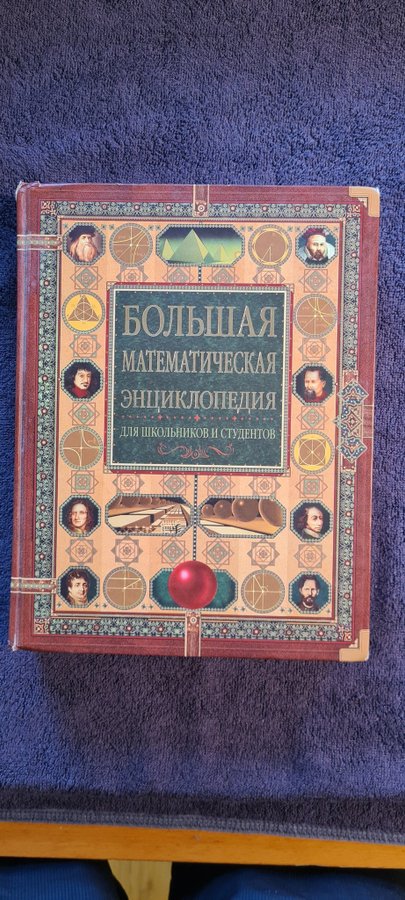 БОЛЬШАЯ
МАТЕМАТИЧЕСКАЯ
ЭНЦИКЛОПЕДИЯ
ДЛЯ ШКОЛЬНИКОВ И СТУДЕНТОВ